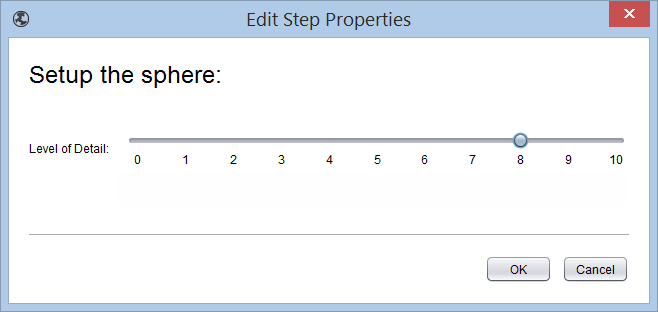 Edit Step Properties
Setup the sphere:
Level of Detail:
0 1 2 3 4 5 6 7 8 9 10
OK Cancel